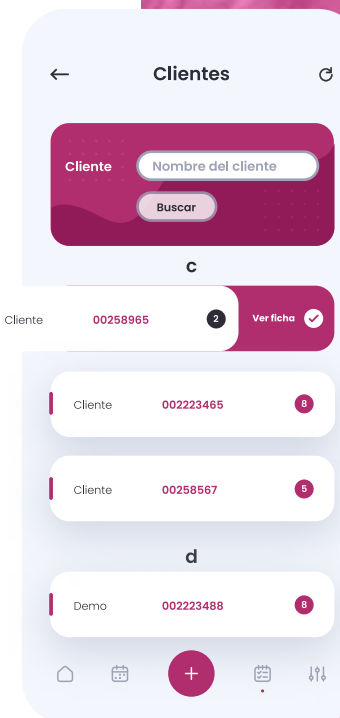 Clientes
Cliente Nombre del cliente
Buscar
c
Cliente 00258965 2 Ver ficha
Cliente 002223465 8
Cliente 00258567 5
d
Demo 002223488 8